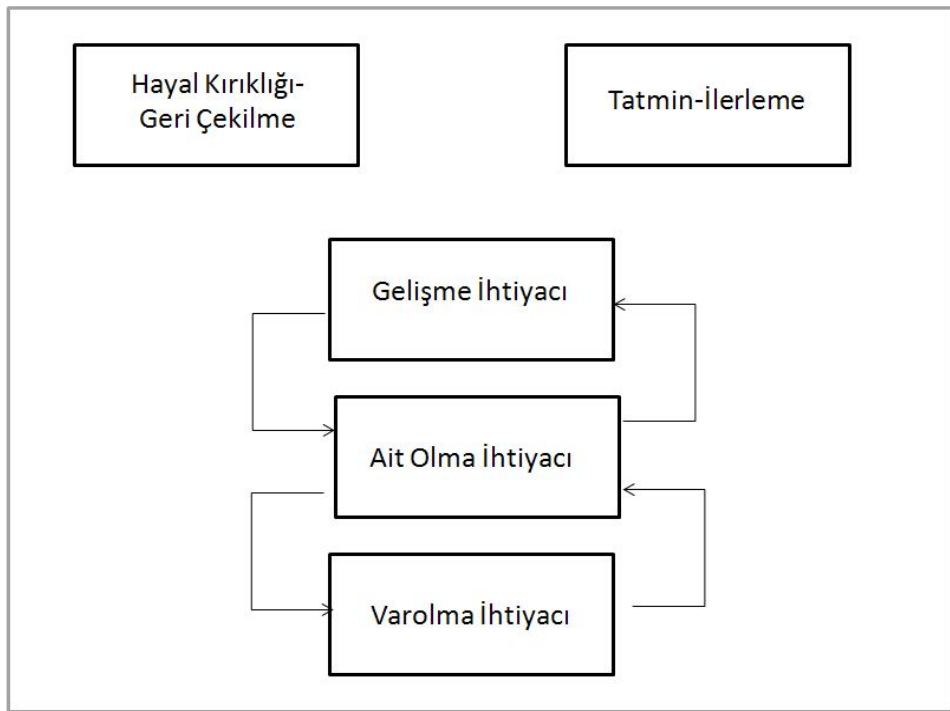 Hayal Kırıklığı-
Geri Çekilme
Tatmin-İlerleme
Gelişme İhtiyacı
Ait Olma İhtiyacı
Varolma İhtiyacı